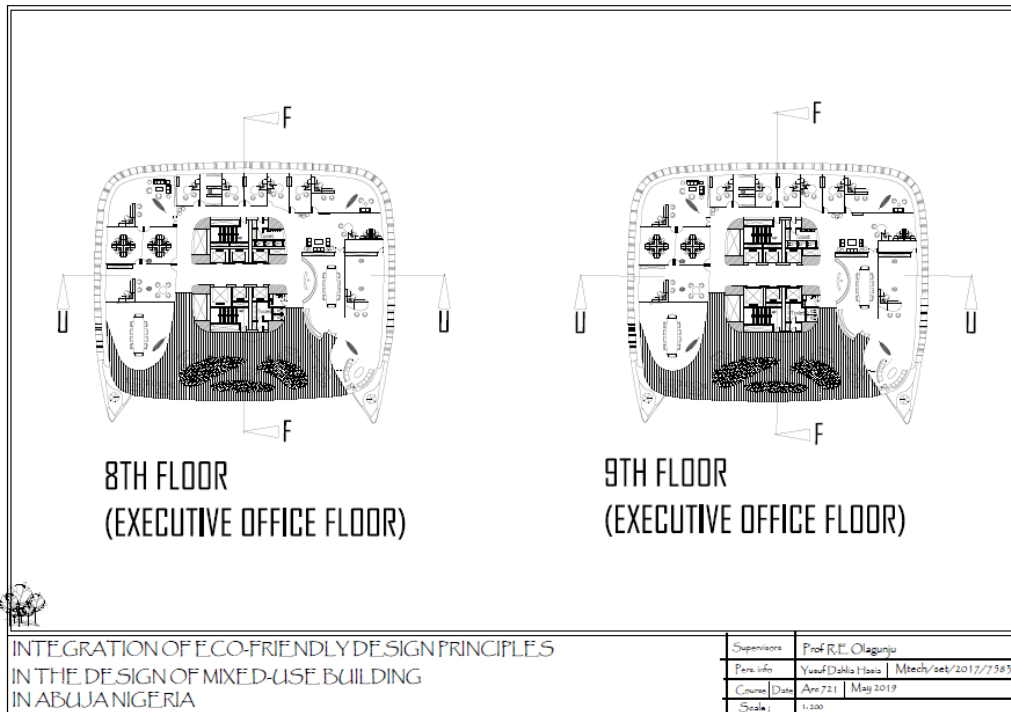 F
F
U
U
U
U
F
F
8TH FLOOR
(EXECUTIVE OFFICE FLOOR)
9TH FLOOR
(EXECUTIVE OFFICE FLOOR)
INTEGRATION OF ECO-FRIENDLY DESIGN PRINCIPLES
IN THE DESIGN OF MIXED-USE BUILDING
IN ABUJA NIGERIA
Supervisors Prof R.E. Olagunju
Pers. info Yusuf Dahlia Hasia Mtech/set/2017/7383
Course Date Arc 721 May 2019
Scale: 1:200